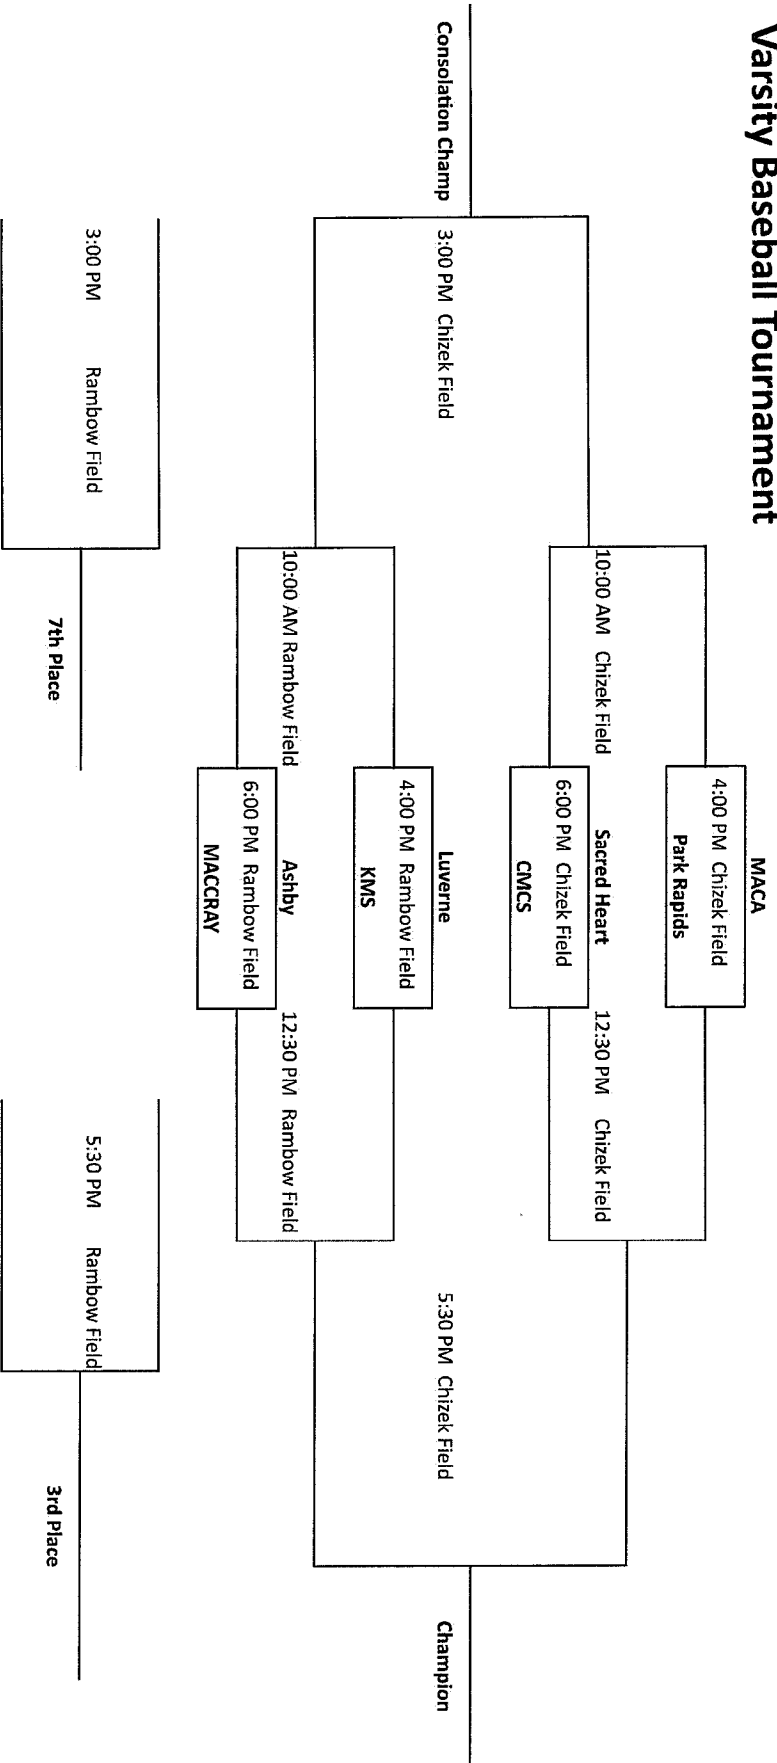 Varsity Baseball Tournament
MACA
4:00 PM Chizek Field
Park Rapids
10:00 AM Chizek Field
12:30 PM Chizek Field
Sacred Heart
6:00 PM Chizek Field
CMCS
Consolation Champ
3:00 PM Chizek Field
5:30 PM Chizek Field
Champion
Luverne
4:00 PM Rambow Field
KMS
10:00 AM Rambow Field
12:30 PM Rambow Field
Ashby
6:00 PM Rambow Field
MACCRAY
3:00 PM Rambow Field
7th Place
5:30 PM Rambow Field
3rd Place